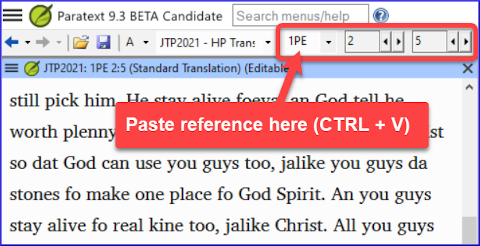 Paratext 9.3 BETA Candidate Search menus/help
A JTP2021 - HP Trans 1PE 2 5
JTP2021: 1PE 2:5 (Standard Translation) (Editable
still pick him. He stay alive foeva, an God tell he
worth plenny
Paste reference here (CTRL + V)
st
so dat God can use you guys too, jalike you guys da
stones fo make one place fo God Spirit. An you guys
stay alive fo real kine too, jalike Christ. All you guys